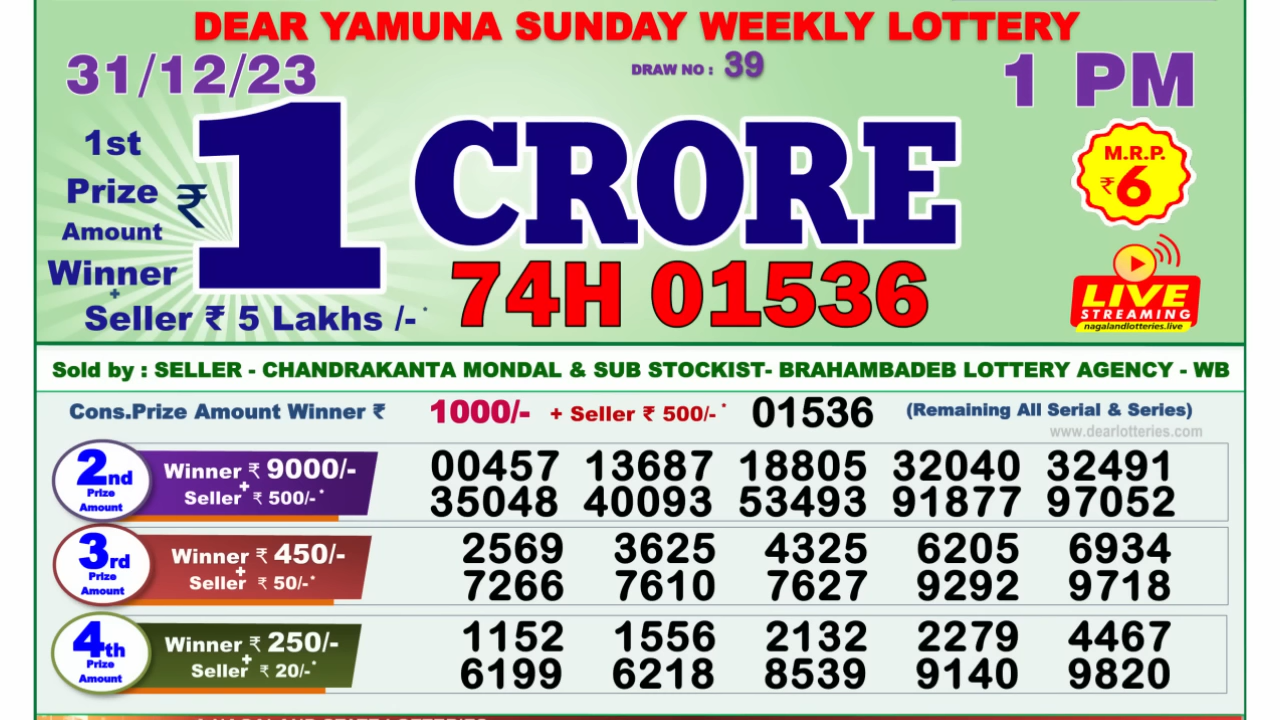 DEAR YAMUNA SUNDAY WEEKLY LOTTERY
31/12/23
DRAW NO : 39
1 PM
1st
Prize
Amount
Winner
+
Seller ₹ 5 Lakhs /-*
₹ 1 CRORE
74H 01536
M.R.P.
₹6
LIVE
STREAMING
nagalandlotteries.live
Sold by : SELLER - CHANDRAKANTA MONDAL & SUB STOCKIST- BRAHAMBADEB LOTTERY AGENCY - WB
Cons.Prize Amount Winner ₹ 1000/- + Seller ₹ 500/-* 01536 (Remaining All Serial & Series)
www.dearlotteries.com
2nd
Prize
Amount
Winner ₹ 9000/-
+
Seller ₹ 500/-*
00457 13687 18805 32040 32491
35048 40093 53493 91877 97052
3rd
Prize
Amount
Winner ₹ 450/-
+
Seller ₹ 50/-*
2569 3625 4325 6205 6934
7266 7610 7627 9292 9718
4th
Prize
Amount
Winner ₹ 250/-
+
Seller ₹ 20/-*
1152 1556 2132 2279 4467
6199 6218 8539 9140 9820